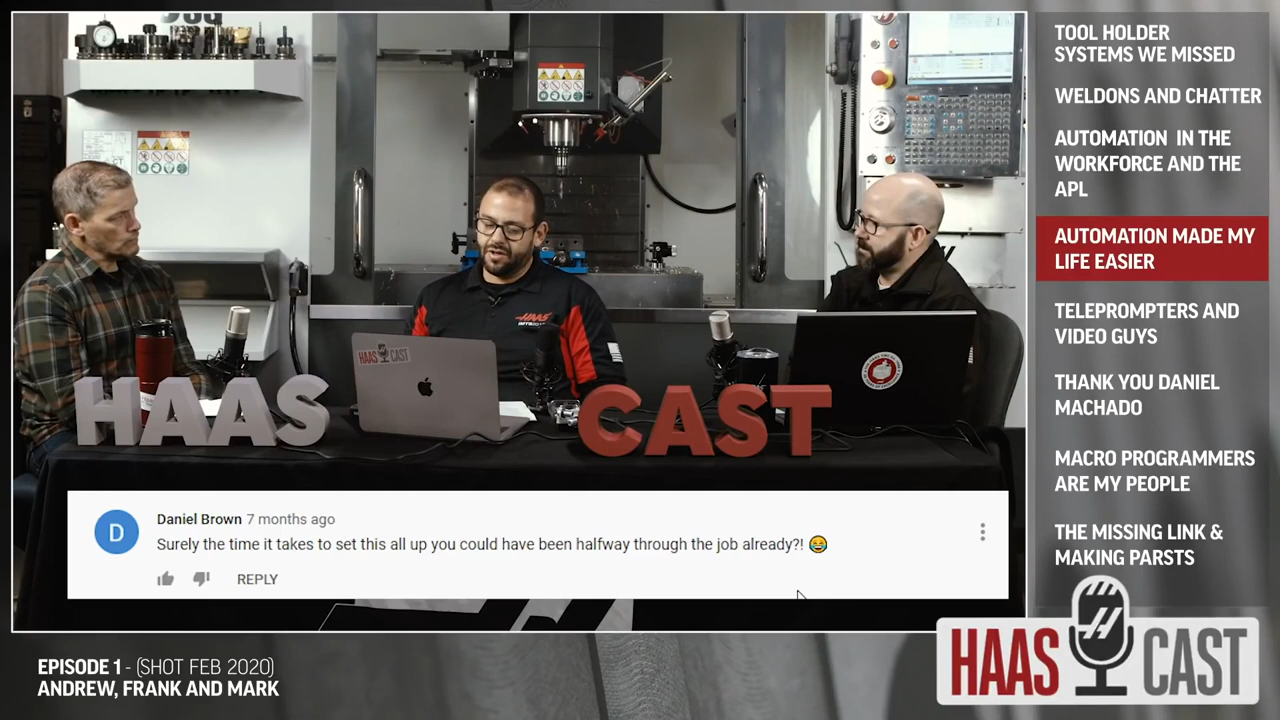 TOOL HOLDER
SYSTEMS WE MISSED
WELDONS AND CHATTER
AUTOMATION IN THE
WORKFORCE AND THE
APL
AUTOMATION MADE MY
LIFE EASIER
TELEPROMPTERS AND
VIDEO GUYS
THANK YOU DANIEL
MACHADO
MACRO PROGRAMMERS
ARE MY PEOPLE
THE MISSING LINK &
MAKING PARSTS
HAAS
HAAS CAST
HAAS CAST
Daniel Brown 7 months ago
Surely the time it takes to set this all up you could have been halfway through the job already?! 😂
REPLY
EPISODE 1 - (SHOT FEB 2020)
ANDREW, FRANK AND MARK
HAAS CAST